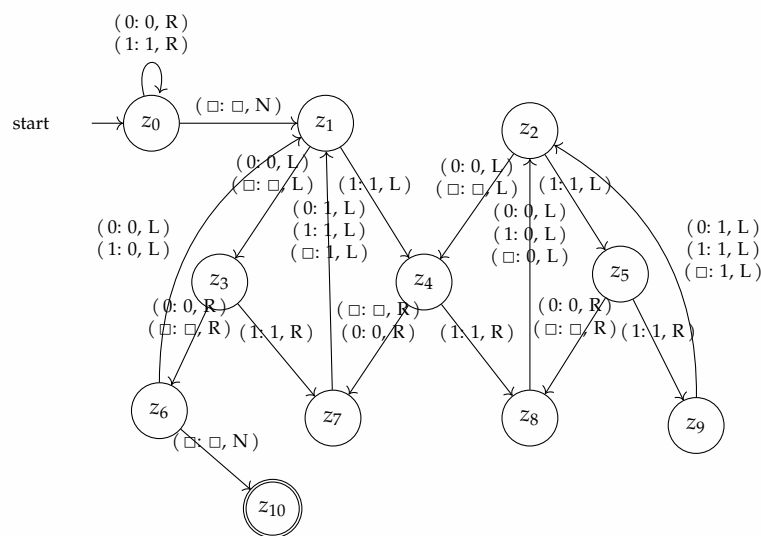 (0: 0, R)
(1: 1, R)
start
z0
(□: □, N)
z1
z2
(0: 0, L)
(□: □, L)
(1: 1, L)
(0: 0, L)
(□: □, L)
(1: 1, L)
(0: 0, L)
(1: 0, L)
(0: 1, L)
(1: 1, L)
(□: 1, L)
(0: 0, L)
(1: 0, L)
(□: 0, L)
(0: 1, L)
(1: 1, L)
(□: 1, L)
z3
z4
z5
(0: 0, R)
(□: □, R)
(1: 1, R)
(□: □, R)
(0: 0, R)
(1: 1, R)
(0: 0, R)
(□: □, R)
(1: 1, R)
z6
z7
z8
z9
(□: □, N)
z10